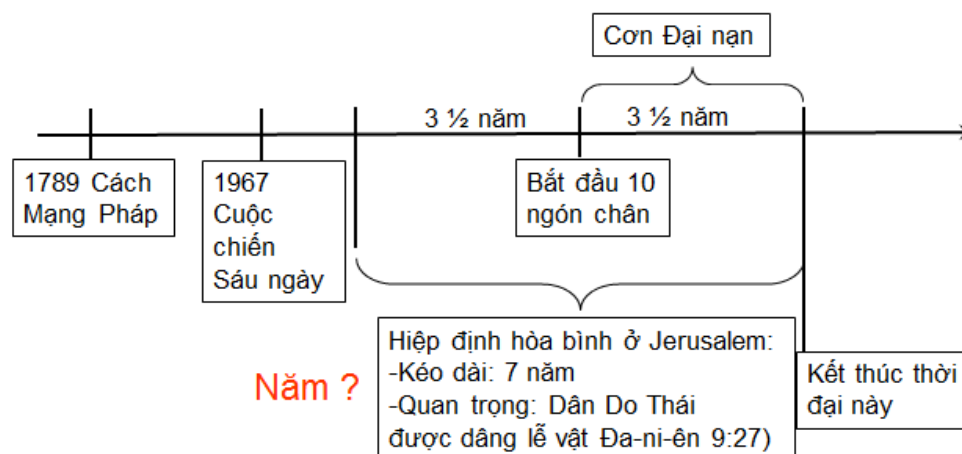 Cơn Đại nạn
3 ½ năm
3 ½ năm
1789 Cách
Mạng Pháp
1967
Cuộc
chiến
Sáu ngày
Bắt đầu 10
ngón chân
Năm ?
Hiệp định hòa bình ở Jerusalem:
-Kéo dài: 7 năm
-Quan trọng: Dân Do Thái
được dâng lễ vật Đa-ni-ên 9:27)
Kết thúc thời
đại này